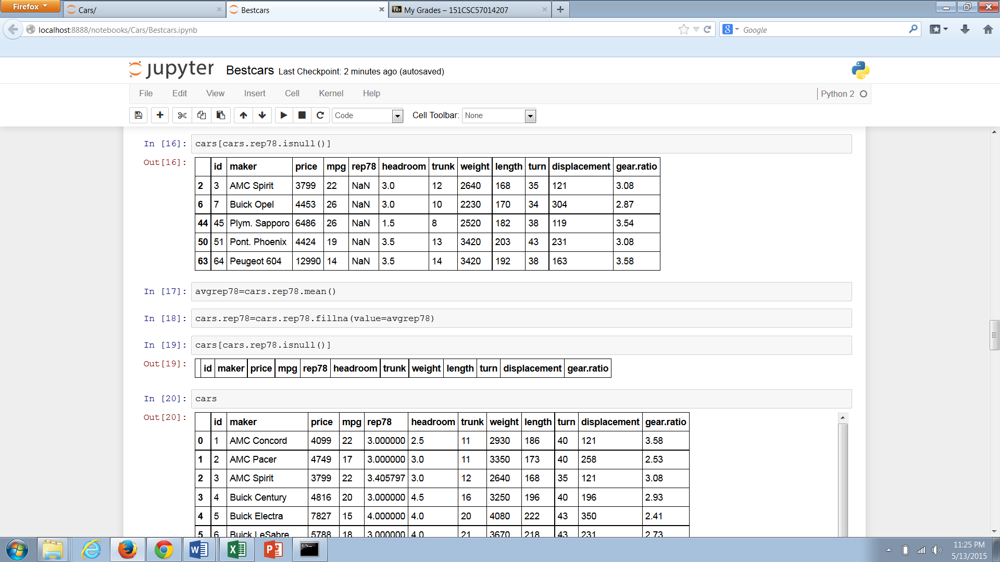 Firefox
Cars/
Bestcars
Bb My Grades – 151CSC57014207
localhost:8888/notebooks/Cars/Bestcars.ipynb
8 Google
jupyter Bestcars Last Checkpoint: 2 minutes ago (autosaved)
File Edit View Insert Cell Kernel Help
Python 2
Code Cell Toolbar: None
In [16]: cars[cars.rep78.isnull()]
Out[16]:
id maker price mpg rep78 headroom trunk weight length turn displacement gear.ratio
2 3 AMC Spirit 3799 22 NaN 3.0 12 2640 168 35 121 3.08
6 7 Buick Opel 4453 26 NaN 3.0 10 2230 170 34 304 2.87
44 45 Plym. Sapporo 6486 26 NaN 1.5 8 2520 182 38 119 3.54
50 51 Pont. Phoenix 4424 19 NaN 3.5 13 3420 203 43 231 3.08
63 64 Peugeot 604 12990 14 NaN 3.5 14 3420 192 38 163 3.58
In [17]: avgrep78=cars.rep78.mean()
In [18]: cars.rep78=cars.rep78.fillna(value=avgrep78)
In [19]: cars[cars.rep78.isnull()]
Out[19]:
id maker price mpg rep78 headroom trunk weight length turn displacement gear.ratio
In [20]: cars
Out[20]:
id maker price mpg rep78 headroom trunk weight length turn displacement gear.ratio
0 1 AMC Concord 4099 22 3.000000 2.5 11 2930 186 40 121 3.58
1 2 AMC Pacer 4749 17 3.000000 3.0 11 3350 173 40 258 2.53
2 3 AMC Spirit 3799 22 3.405797 3.0 12 2640 168 35 121 3.08
3 4 Buick Century 4816 20 3.000000 4.5 16 3250 196 40 196 2.93
4 5 Buick Electra 7827 15 4.000000 4.0 20 4080 222 43 350 2.41
5 6 Buick LeSabre 5788 18 3.000000 4.0 21 3670 218 43 231 2.73
11:25 PM
5/13/2015